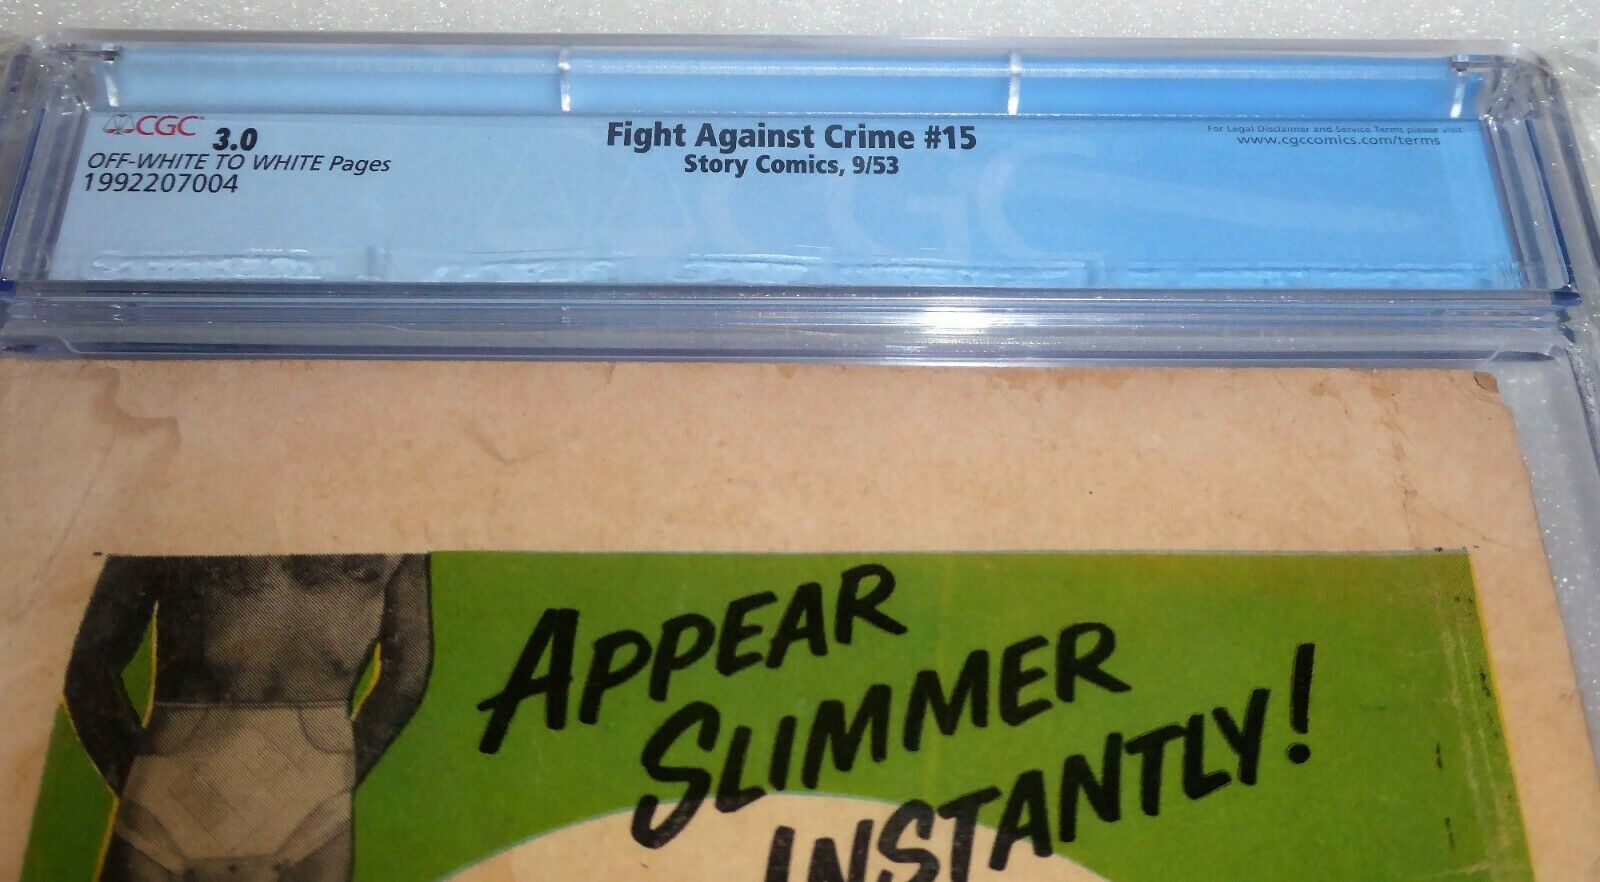 CGC 3.0
OFF-WHITE TO WHITE Pages
1992207004
Fight Against Crime #15
Story Comics, 9/53
For Legal Disclaimer and Service Terms please visit
www.cgccomics.com/terms
CGC
APPEAR
SLIMMER
INSTANTLY!